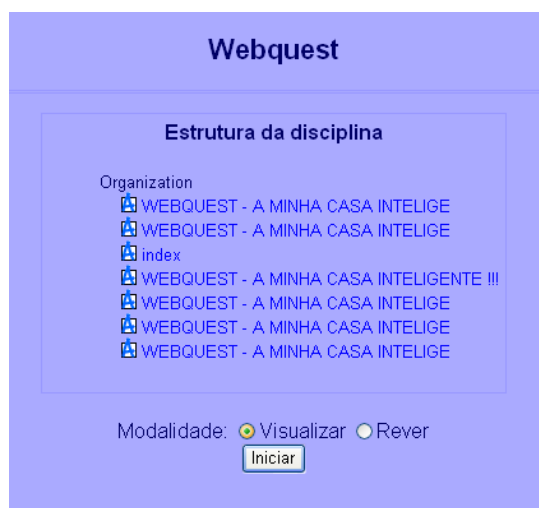 Webquest
Estrutura da disciplina
Organization
WEBQUEST - A MINHA CASA INTELIGE
WEBQUEST - A MINHA CASA INTELIGE
index
WEBQUEST - A MINHA CASA INTELIGENTE !!!
WEBQUEST - A MINHA CASA INTELIGE
WEBQUEST - A MINHA CASA INTELIGE
WEBQUEST - A MINHA CASA INTELIGE
Modalidade: Visualizar Rever
Iniciar